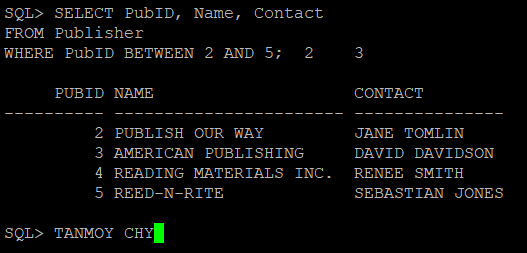 SQL> SELECT PubID, Name, Contact
FROM Publisher
WHERE PubID BETWEEN 2 AND 5;  2    3

     PUBID NAME                    CONTACT
---------- ----------------------- ---------------
         2 PUBLISH OUR WAY         JANE TOMLIN
         3 AMERICAN PUBLISHING     DAVID DAVIDSON
         4 READING MATERIALS INC.  RENEE SMITH
         5 REED-N-RITE             SEBASTIAN JONES

SQL> TANMOY CHY